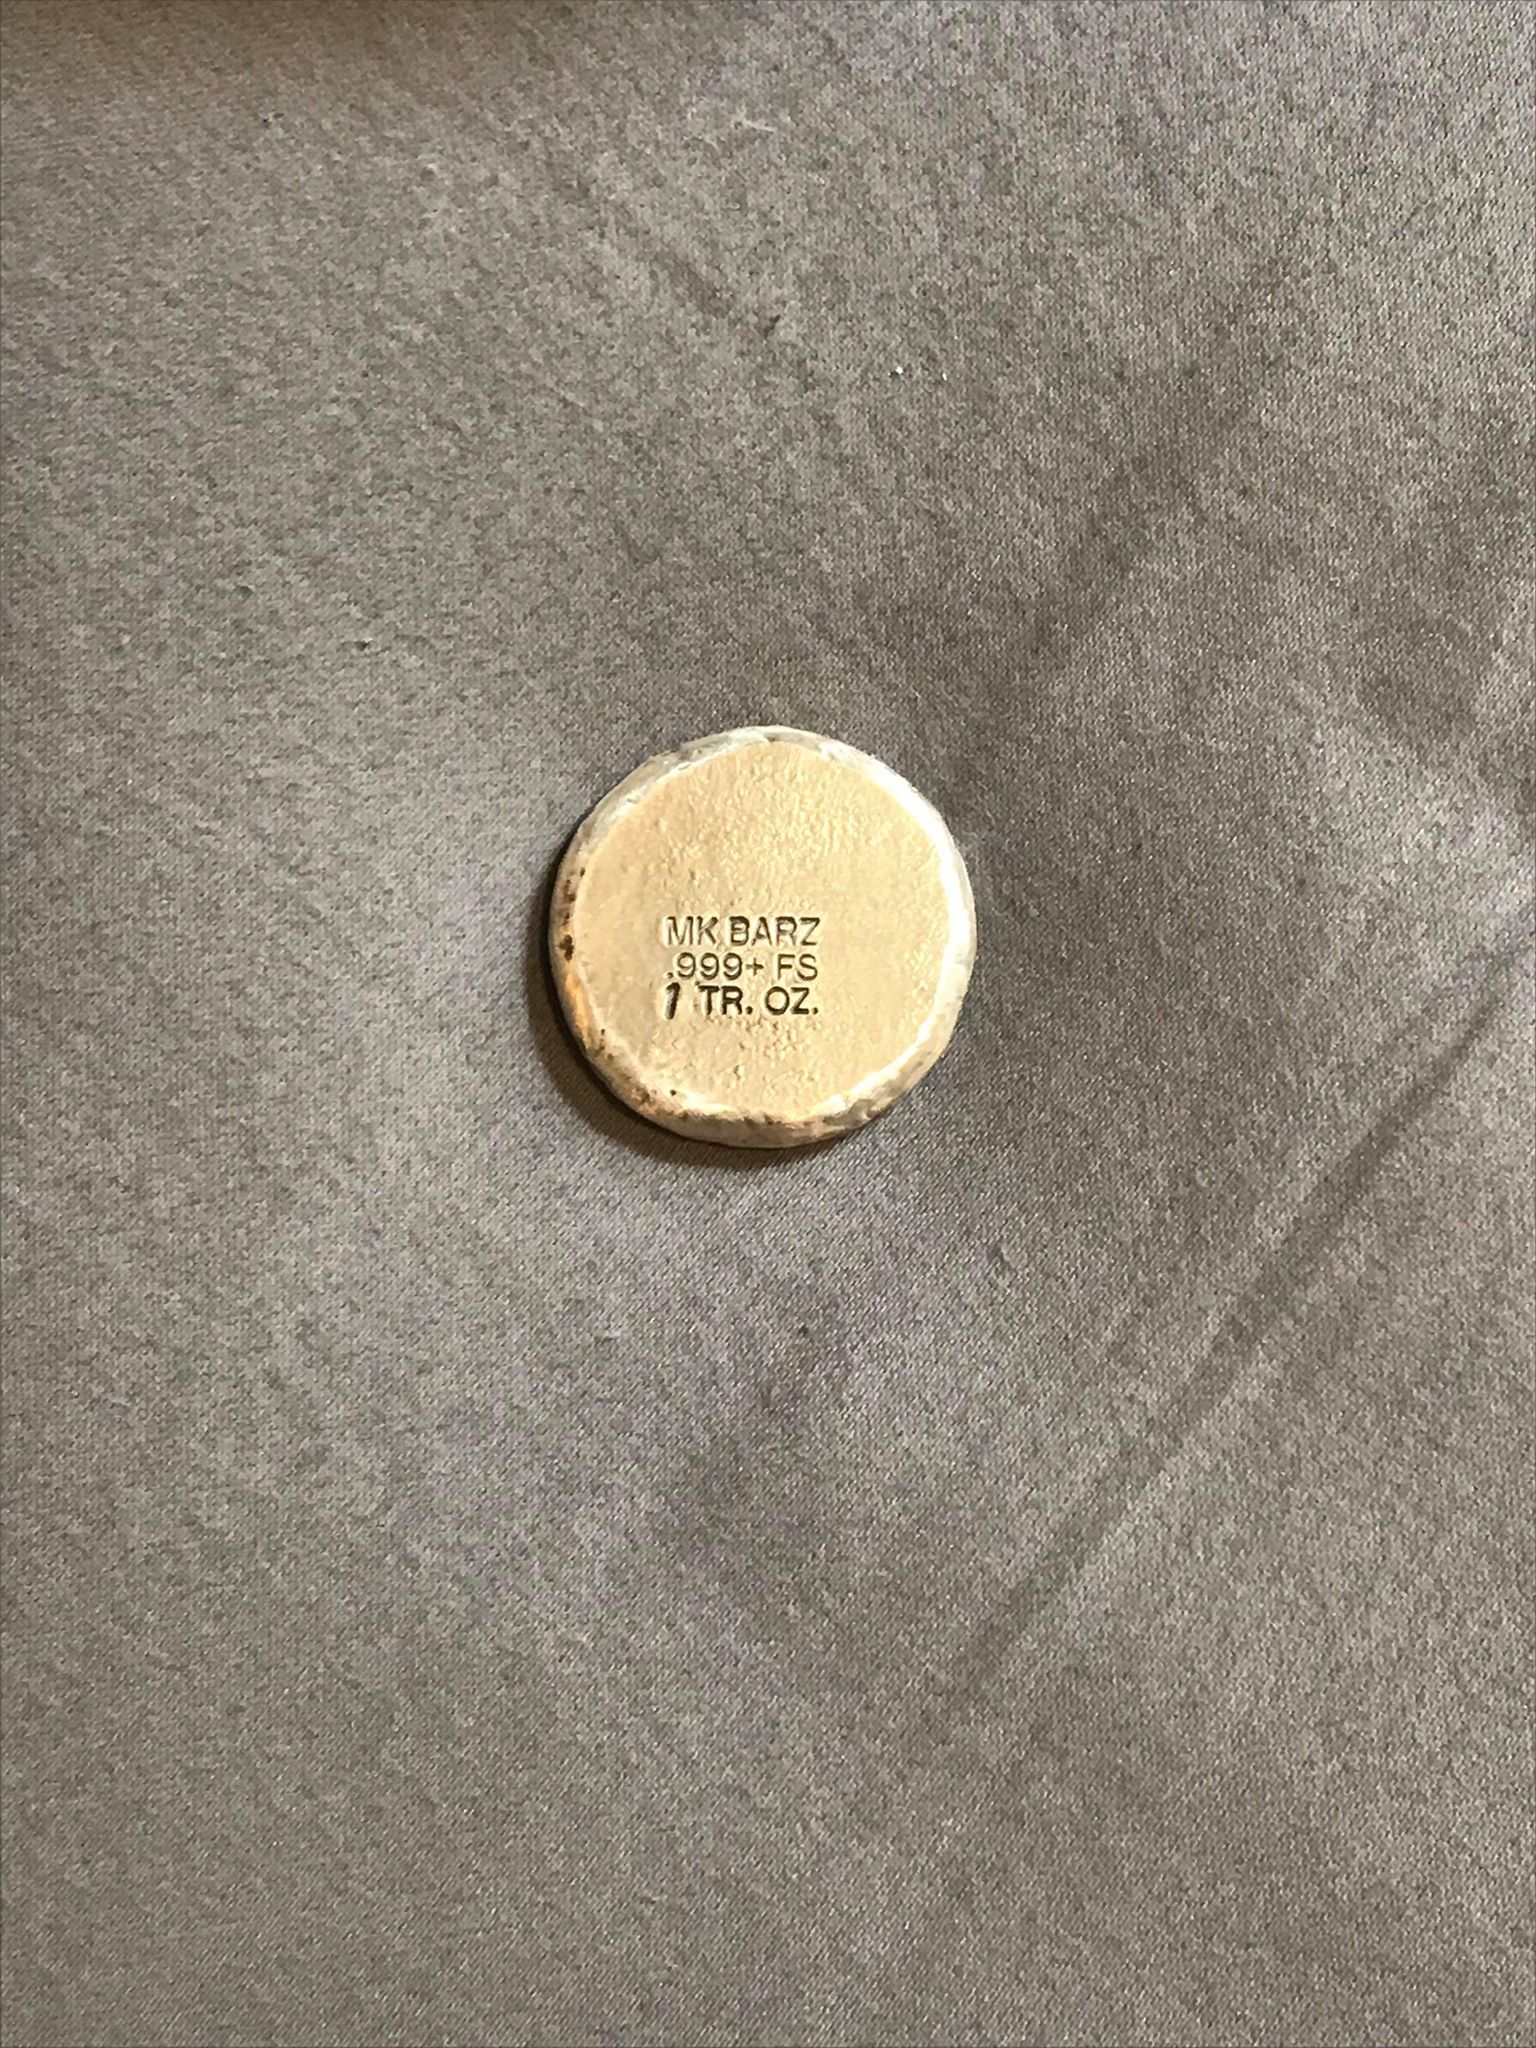 MK BARZ
.999+ FS
1 TR. OZ.